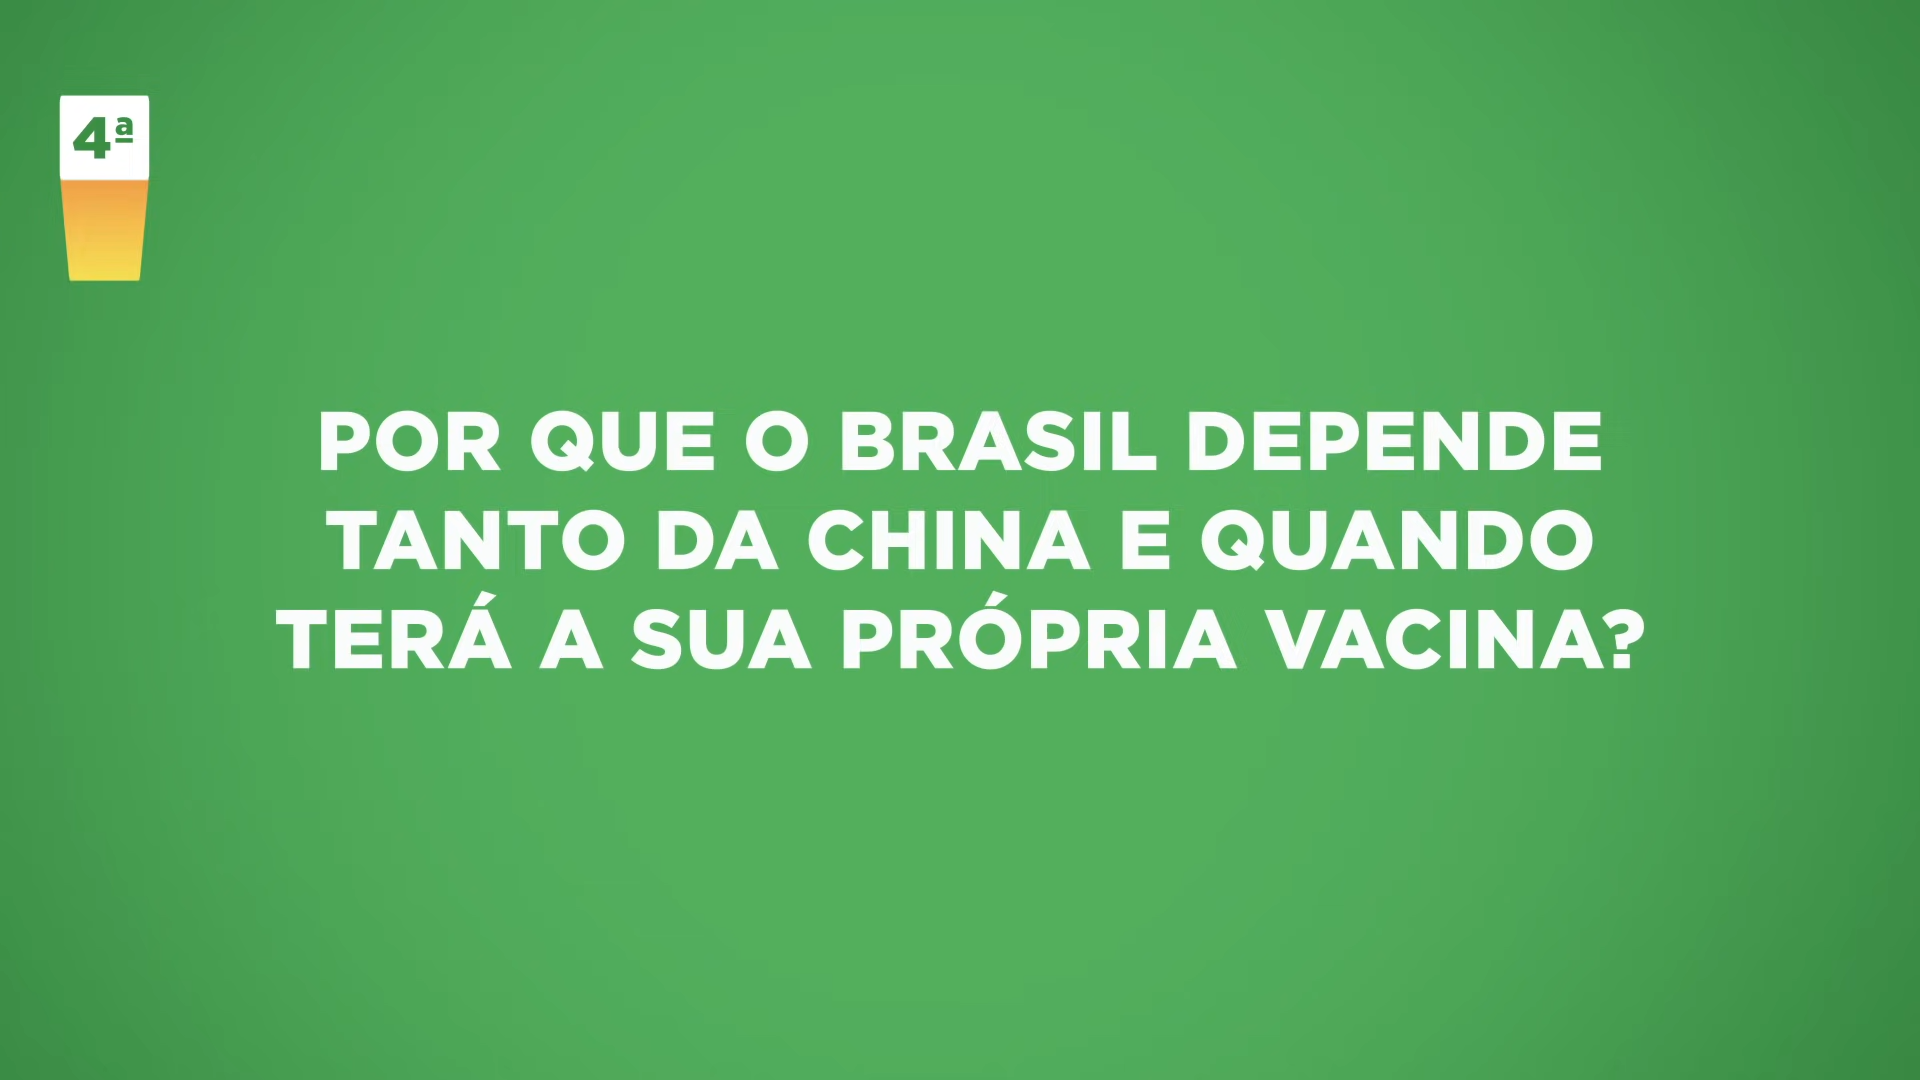 4ª
POR QUE O BRASIL DEPENDE
TANTO DA CHINA E QUANDO
TERÁ A SUA PRÓPRIA VACINA?